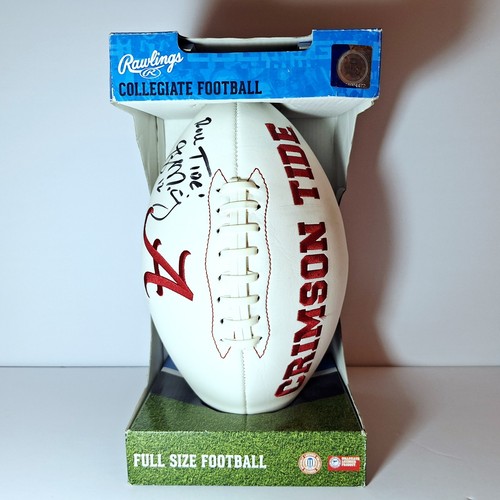 Rawlings
R
COLLEGIATE FOOTBALL
Roll TIDE!
A
CRIMSON TIDE
FULL SIZE FOOTBALL